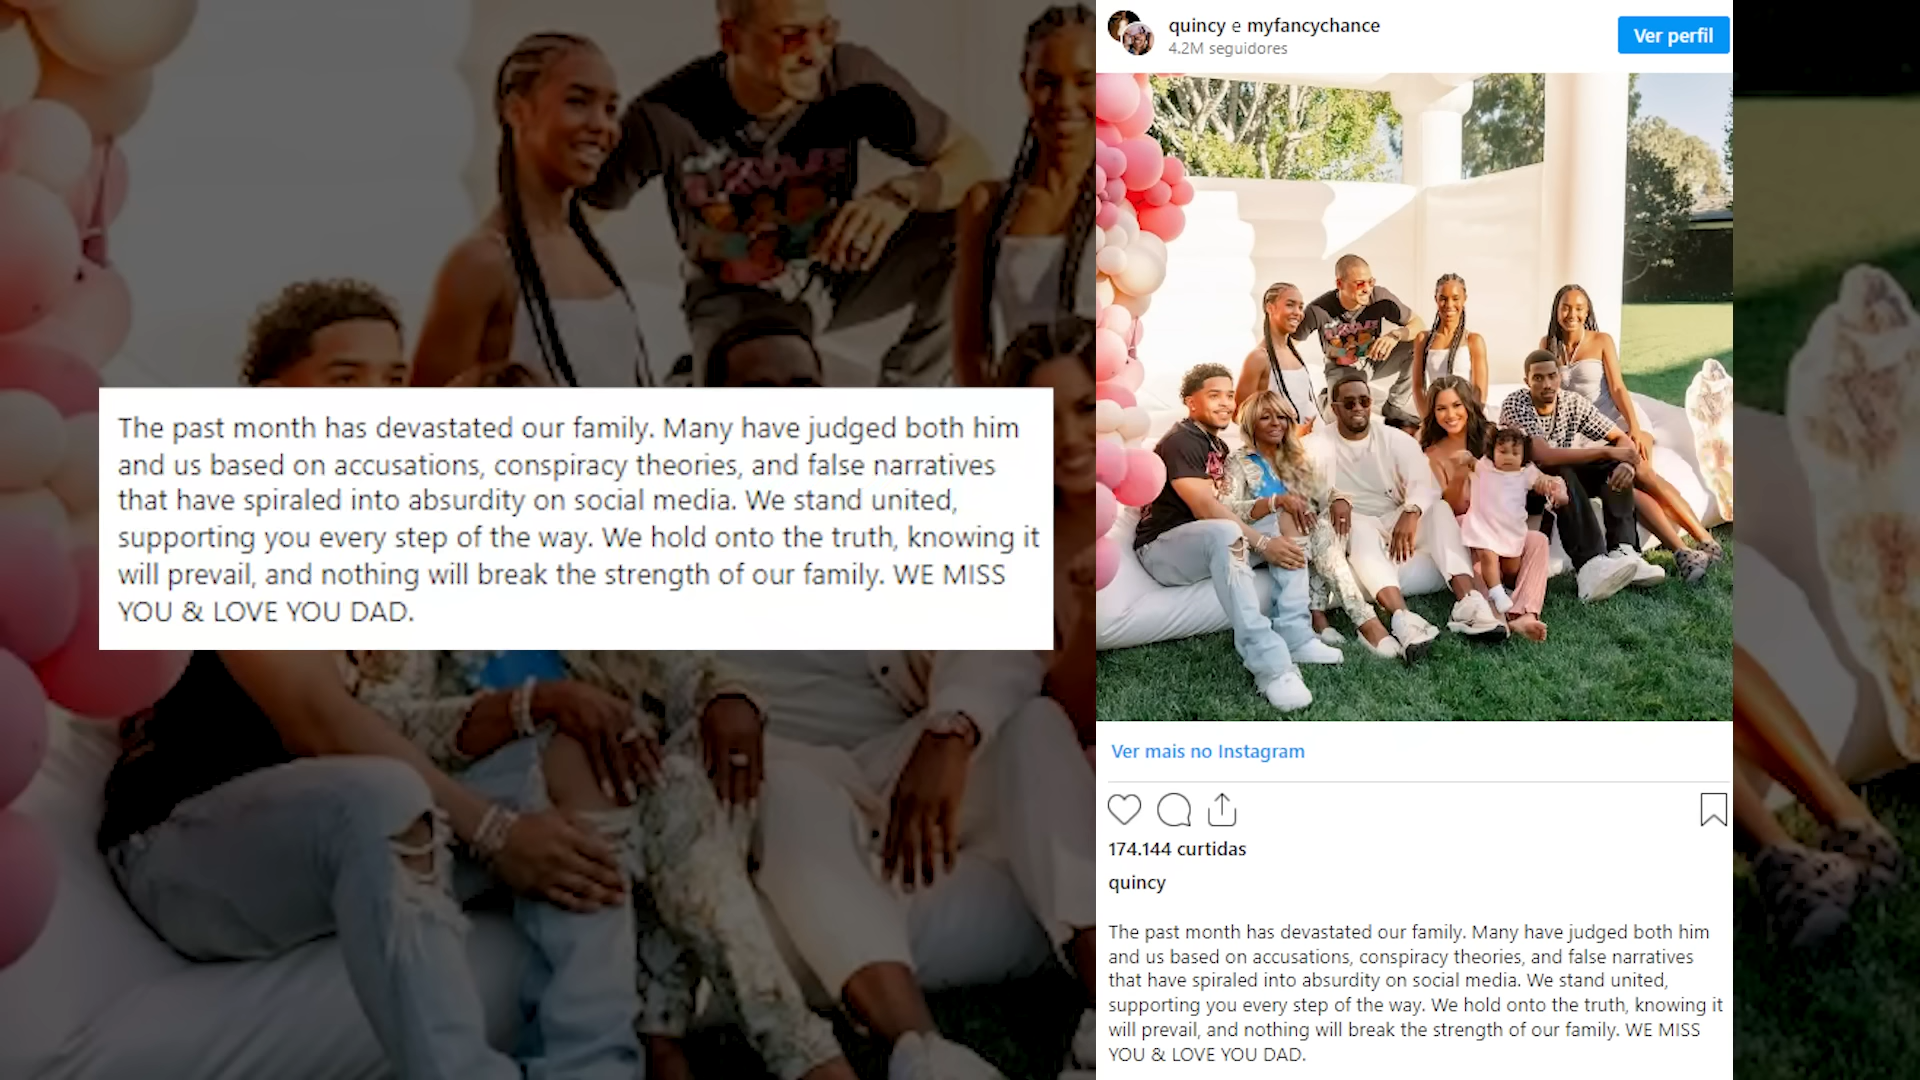 The past month has devastated our family. Many have judged both him
and us based on accusations, conspiracy theories, and false narratives
that have spiraled into absurdity on social media. We stand united,
supporting you every step of the way. We hold onto the truth, knowing it
will prevail, and nothing will break the strength of our family. WE MISS
YOU & LOVE YOU DAD.
quincy e myfancychance
4.2M seguidores
Ver perfil
Ver mais no Instagram
174.144 curtidas
quincy
The past month has devastated our family. Many have judged both him
and us based on accusations, conspiracy theories, and false narratives
that have spiraled into absurdity on social media. We stand united,
supporting you every step of the way. We hold onto the truth, knowing it
will prevail, and nothing will break the strength of our family. WE MISS
YOU & LOVE YOU DAD.